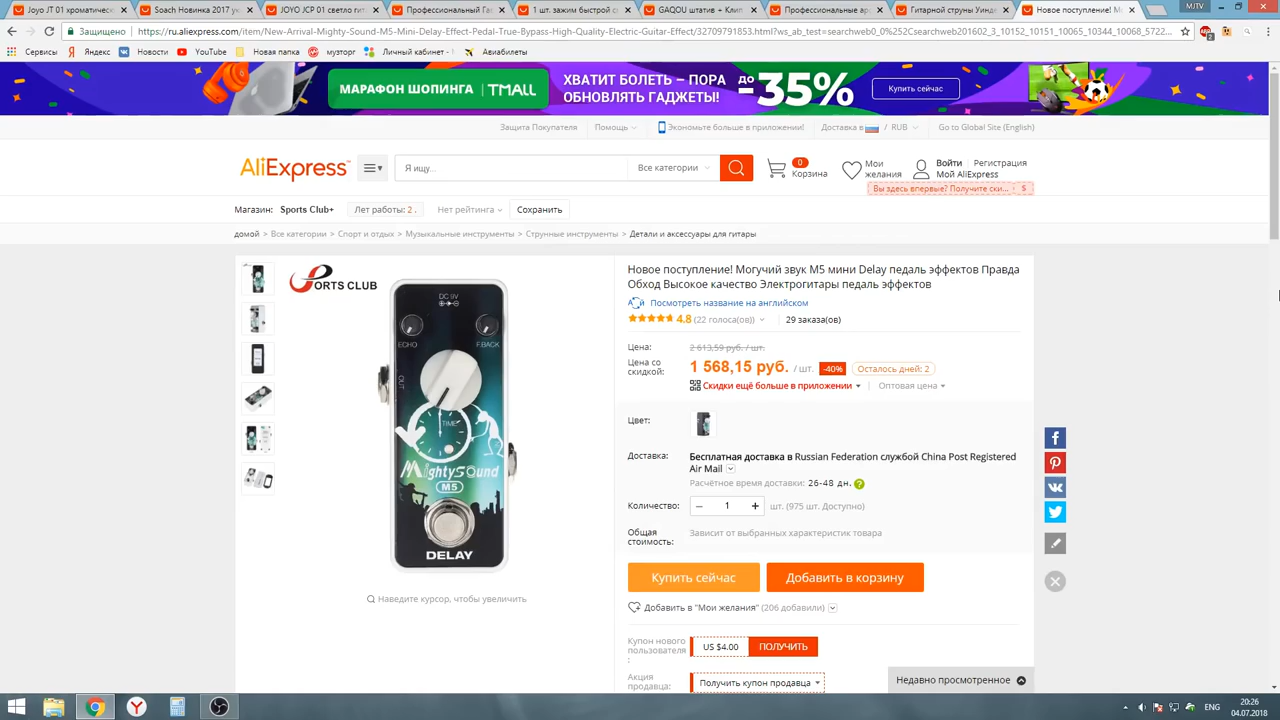 Joyo JT 01 хроматическ
Soach Новинка 2017 ук
JOYO JCP 01 светло гит
Профессиональный Га
1 шт. зажим быстрой с
GAQOU штатив + Клип
Профессиональные ар
Гитарной струны Уинд
Новое поступление! М
MJTV
Защищено
https://ru.aliexpress.com/item/New-Arrival-Mighty-Sound-M5-Mini-Delay-Effect-Pedal-True-Bypass-High-Quality-Electric-Guitar-Effect/32709791853.html?ws_ab_test=searchweb0_0%252Csearchweb201602_3_10152_10151_10065_10344_10068_5722...
Сервисы
Яндекс
Новости
YouTube
Новая папка
музторг
Личный кабинет -
Авиабилеты
МАРАФОН ШОПИНГА TMALL
ХВАТИТ БОЛЕТЬ – ПОРА
ОБНОВЛЯТЬ ГАДЖЕТЫ!
до -35%
Купить сейчас
Защита Покупателя
Помощь
Экономьте больше в приложении!
Доставка в / RUB
Go to Global Site (English)
AliExpress™
Я ищу...
Все категории
0
Корзина
Мои
желания
Войти Регистрация
Мой AliExpress
Вы здесь впервые? Получите ски... $
Магазин: Sports Club+
Лет работы: 2 .
Нет рейтинга
Сохранить
домой > Все категории > Спорт и отдых > Музыкальные инструменты > Струнные инструменты > Детали и аксессуары для гитары
PORTS CLUB
DC 9V
ECHO
F.BACK
OUT
TIME
MightySound
M5
DELAY
Наведите курсор, чтобы увеличить
Новое поступление! Могучий звук M5 мини Delay педаль эффектов Правда
Обход Высокое качество Электрогитары педаль эффектов
Посмотреть название на английском
4.8 (22 голоса(ов)) 29 заказа(ов)
Цена: 2 613,59 руб. / шт.
Цена со
скидкой:
1 568,15 руб. / шт. -40% Осталось дней: 2
Скидки ещё больше в приложении
Оптовая цена
Цвет:
Доставка: Бесплатная доставка в Russian Federation службой China Post Registered
Air Mail
Расчётное время доставки: 26-48 дн.
Количество: – 1 + шт. (975 шт. Доступно)
Общая
стоимость:
Зависит от выбранных характеристик товара
Купить сейчас
Добавить в корзину
Добавить в "Мои желания" (206 добавили)
Купон нового
пользователя
:
US $4.00 ПОЛУЧИТЬ
Акция
продавца:
Получить купон продавца
Недавно просмотренное
20:26
04.07.2018